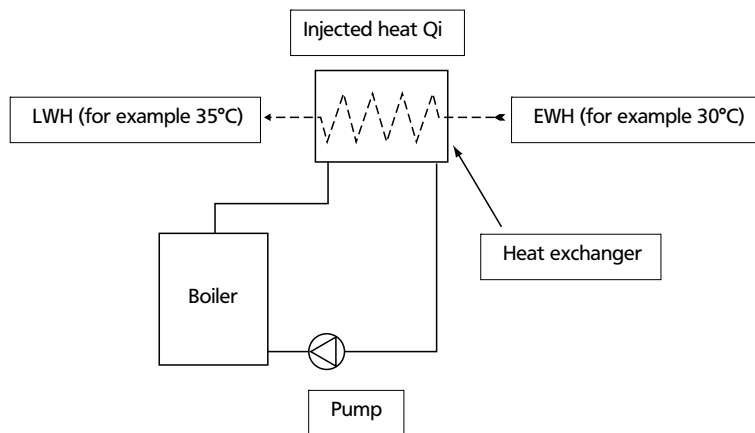 Injected heat Qi
LWH (for example 35°C)
EWH (for example 30°C)
Heat exchanger
Boiler
Pump